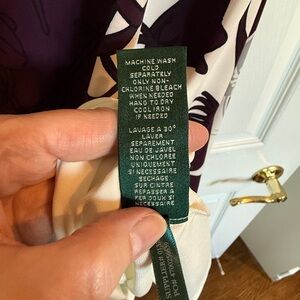 MACHINE WASH
COLD
SEPARATELY
ONLY NON-
CHLORINE BLEACH
WHEN NEEDED
HANG TO DRY
COOL IRON
IF NEEDED
LAVAGE A 30°
LAVER
SEPAREMENT
EAU DE JAVEL
NON CHLOREE
UNIQUEMENT
SI NECESSAIRE
SECHAGE
SUR CINTRE
REPASSER A
FER DOUX SI
NECESSAIRE